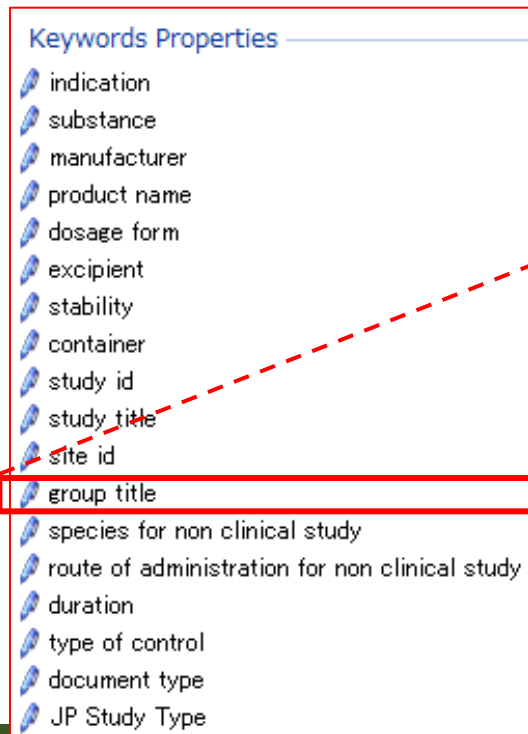 Keywords Properties
indication
substance
manufacturer
product name
dosage form
excipient
stability
container
study id
study title
site id
group title
species for non clinical study
route of administration for non clinical study
duration
type of control
document type
JP Study Type